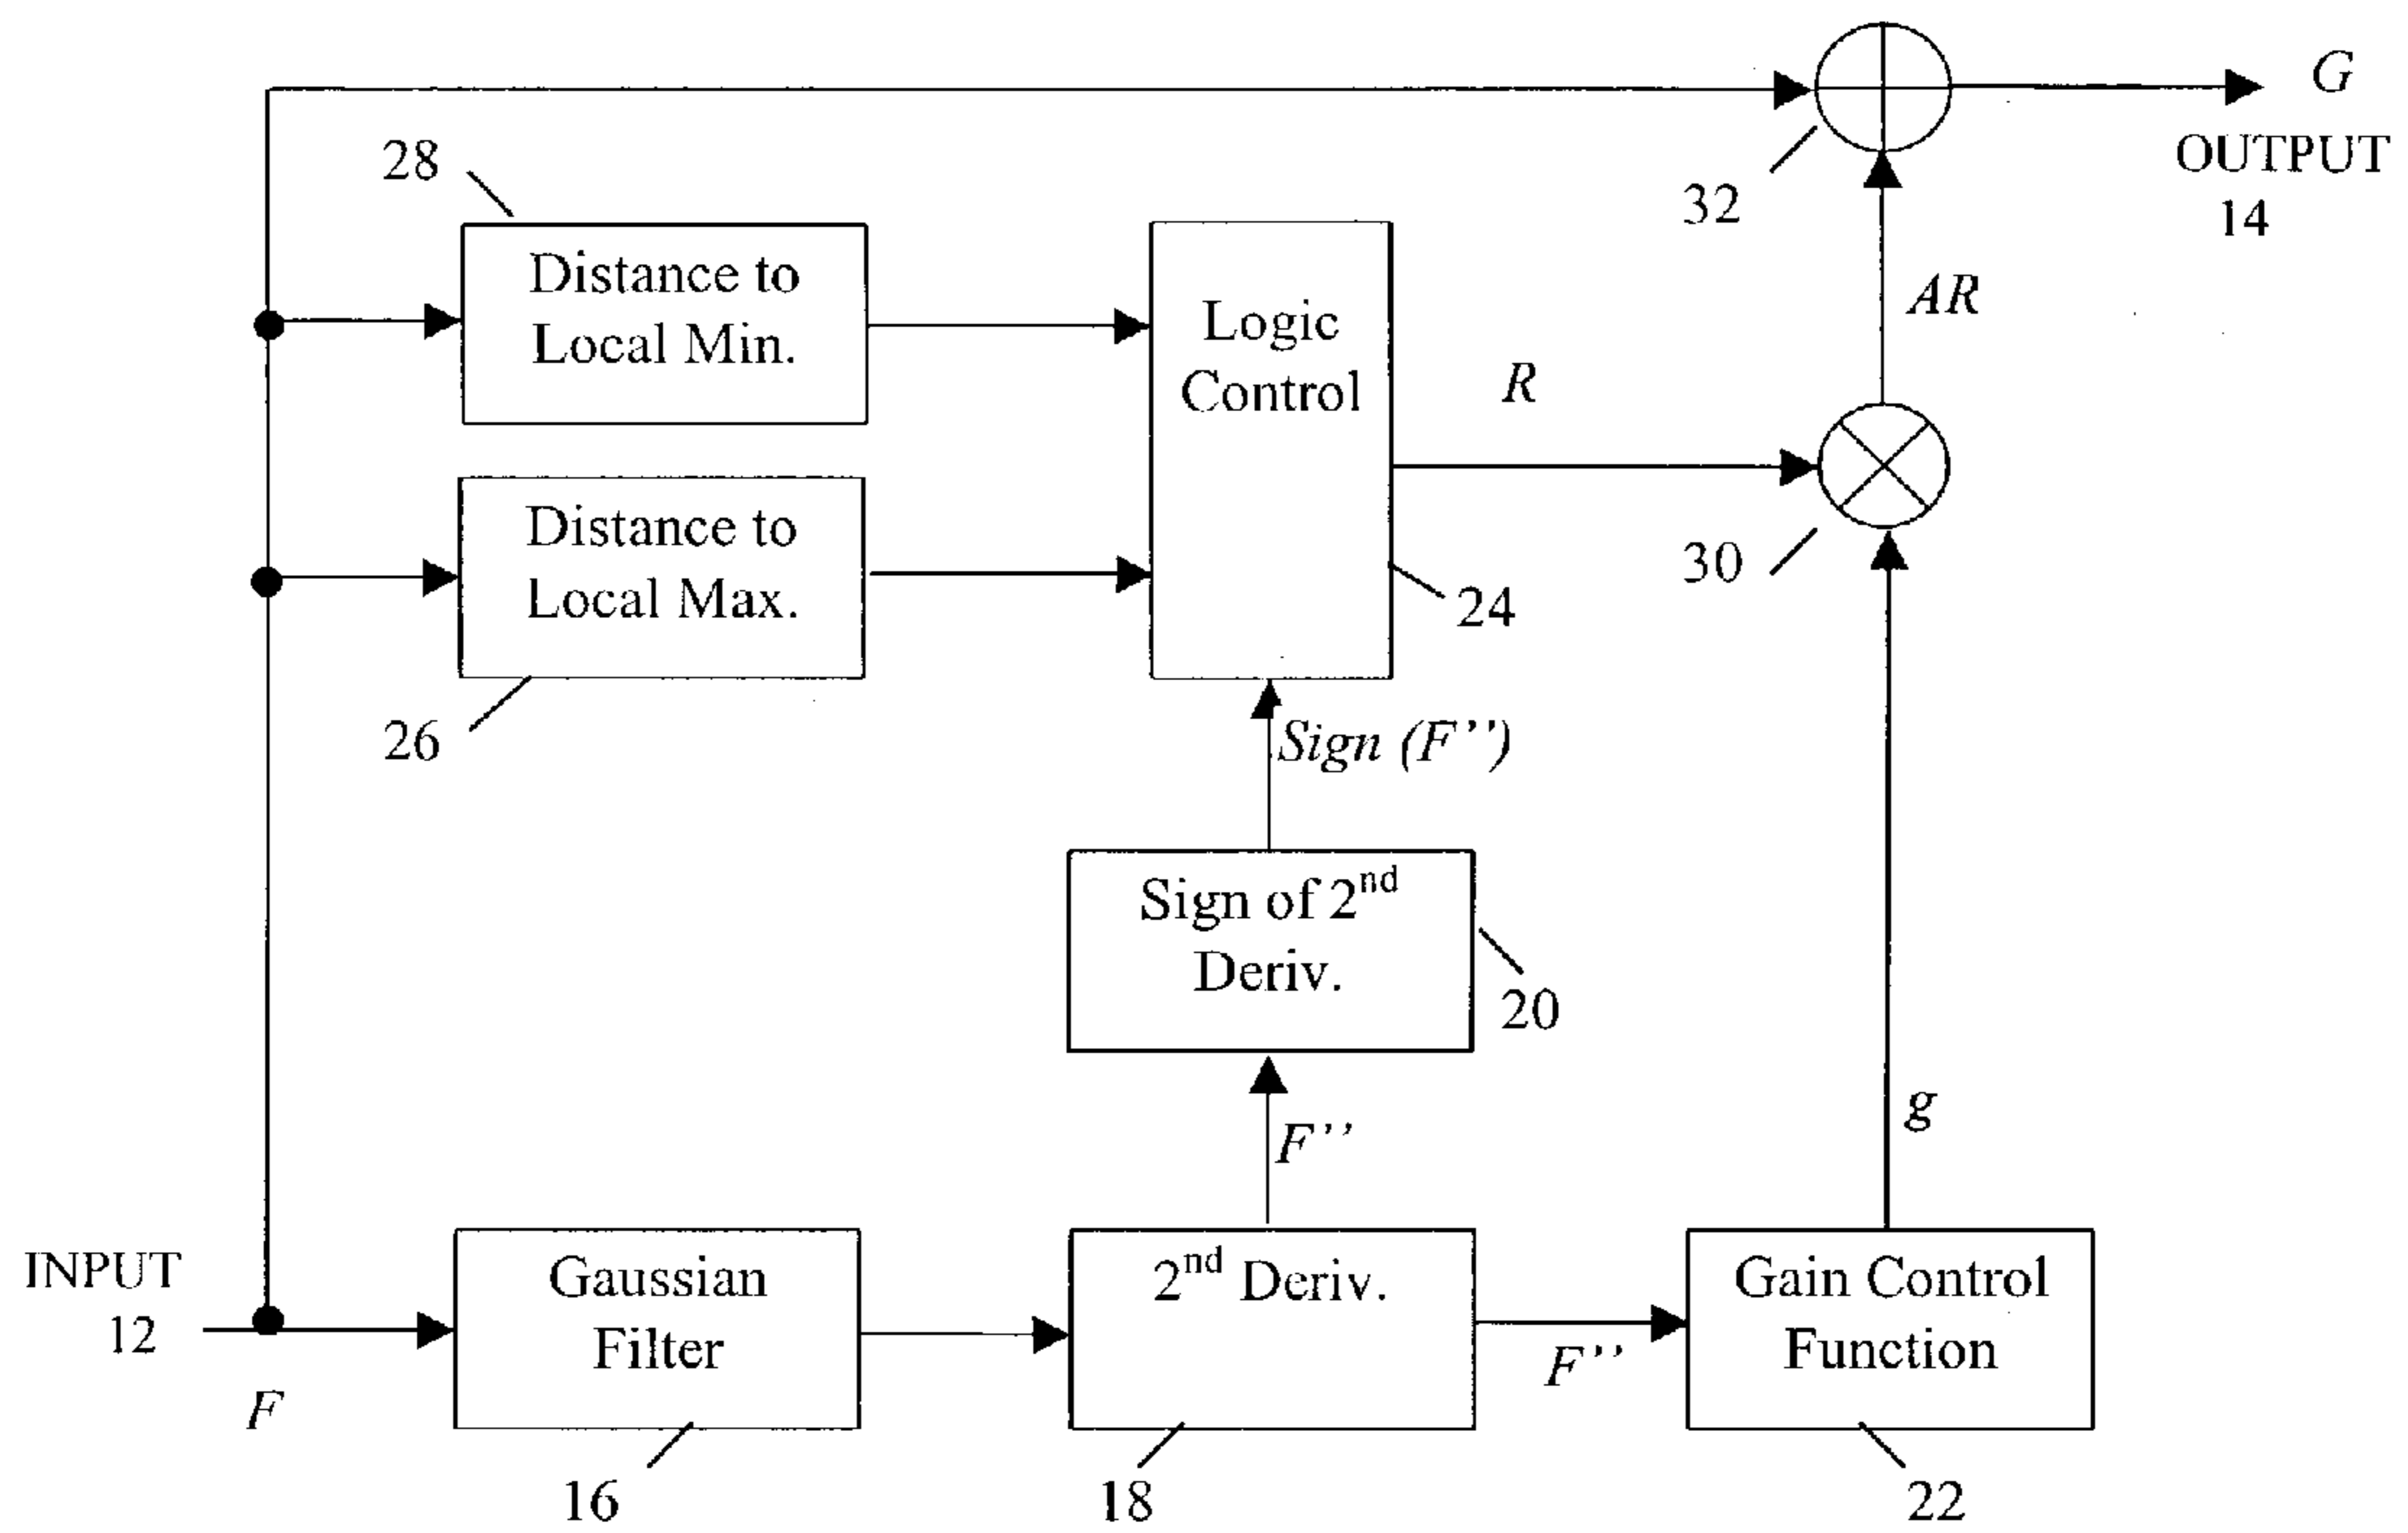 G
OUTPUT
14
28
32
Distance to
Local Min.
Logic
Control
AR
R
Distance to
Local Max.
30
24
26
Sign (F’’)
Sign of 2nd
Deriv.
20
g
F’’
INPUT
12
F
Gaussian
Filter
2nd Deriv.
F’’
Gain Control
Function
16
18
22